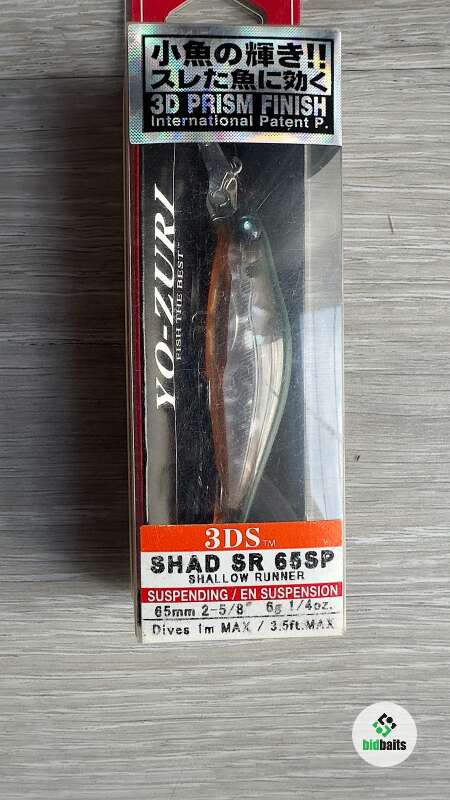 小魚の輝き!!
スレた魚に効く
3D PRISM FINISH
International Patent P.
YO-ZURI
FISH THE BEST™
3DS™
SHAD SR 65SP
SHALLOW RUNNER
SUSPENDING / EN SUSPENSION
65mm 2-5/8" 6g 1/4oz.
Dives 1m MAX / 3.5ft.MAX
bidbaits